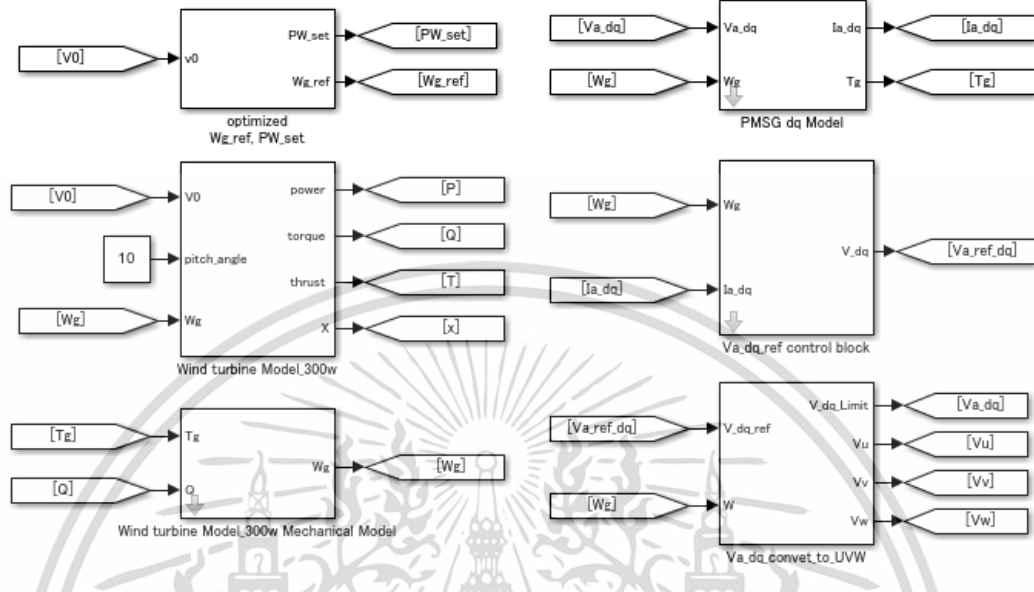 [V0]
v0
PW_set
[PW_set]
Wg_ref
[Wg_ref]
optimized
Wg_ref, PW_set
[Va_dq]
Va_dq
Ia_dq
[Ia_dq]
[Wg]
Wg
Tg
[Tg]
PMSG dq Model
[V0]
V0
power
[P]
torque
[Q]
10
pitch_angle
thrust
[T]
[Wg]
Wg
X
[x]
Wind turbine Model_300w
[Wg]
Wg
V_dq
[Va_ref_dq]
[Ia_dq]
Ia_dq
Va_dq_ref control block
[Tg]
Tg
Wg
[Wg]
[Q]
Q
Wind turbine Model_300w Mechanical Model
[Va_ref_dq]
V_dq_ref
V_dq_Limit
[Va_dq]
Vu
[Vu]
[Wg]
W
Vv
[Vv]
Vw
[Vw]
Va_dq_convet_to_UVW